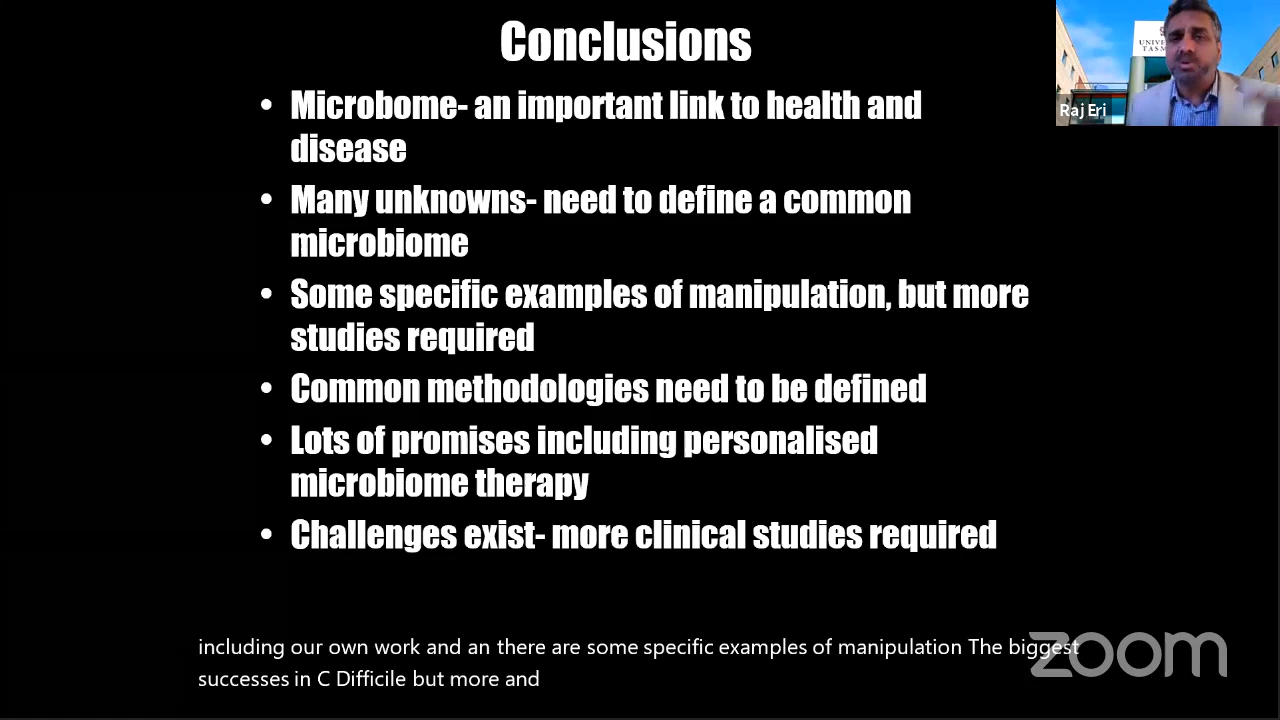 Conclusions
• Microbome- an important link to health and
disease
• Many unknowns- need to define a common
microbiome
• Some specific examples of manipulation, but more
studies required
• Common methodologies need to be defined
• Lots of promises including personalised
microbiome therapy
• Challenges exist- more clinical studies required
Raj Eri
including our own work and an there are some specific examples of manipulation The biggest
successes in C Difficile but more and
zoom